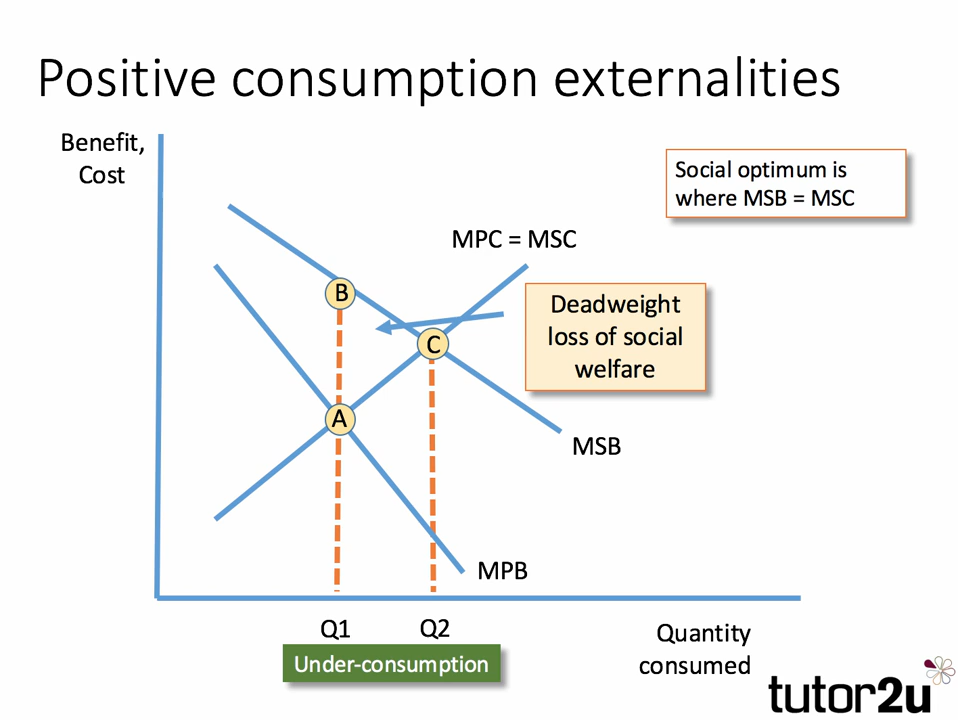 Positive consumption externalities
Benefit,
Cost
Social optimum is
where MSB = MSC
MPC = MSC
B
Deadweight
loss of social
welfare
C
A
MSB
MPB
Q1
Q2
Quantity
consumed
Under-consumption
tutor2u